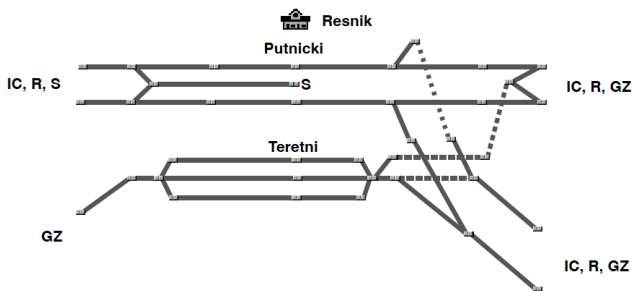 Resnik
Putnicki
IC, R, S
S
IC, R, GZ
Teretni
GZ
IC, R, GZ